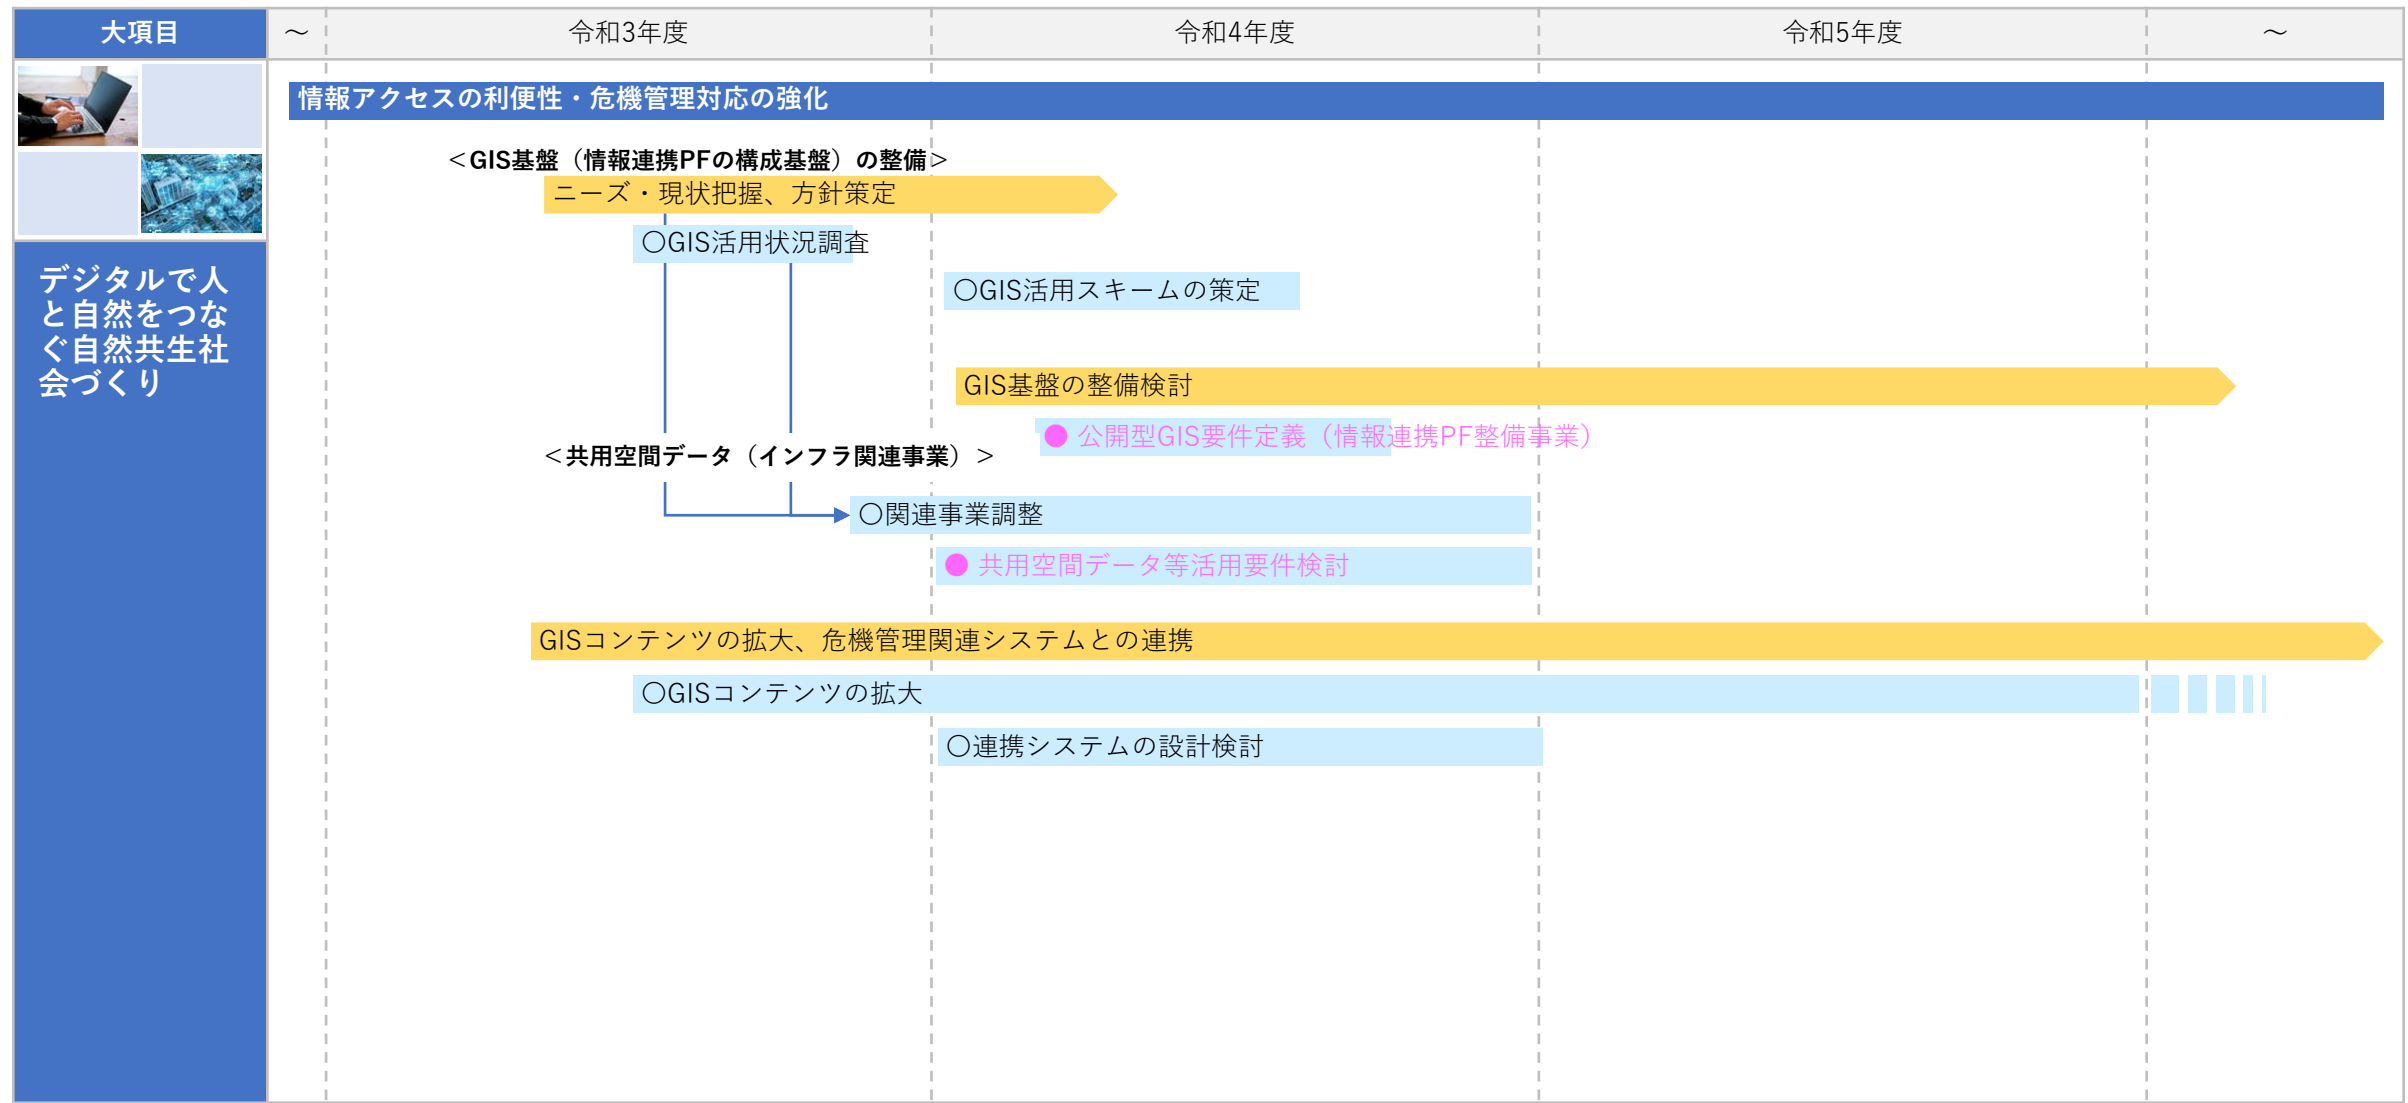 大項目
～
令和3年度
令和4年度
令和5年度
～
情報アクセスの利便性・危機管理対応の強化
＜GIS基盤（情報連携PFの構成基盤）の整備＞
ニーズ・現状把握、方針策定
〇GIS活用状況調査
〇GIS活用スキームの策定
デジタルで人
と自然をつな
ぐ自然共生社
会づくり
GIS基盤の整備検討
● 公開型GIS要件定義（情報連携PF整備事業）
＜共用空間データ（インフラ関連事業）＞
〇関連事業調整
● 共用空間データ等活用要件検討
GISコンテンツの拡大、危機管理関連システムとの連携
〇GISコンテンツの拡大
〇連携システムの設計検討